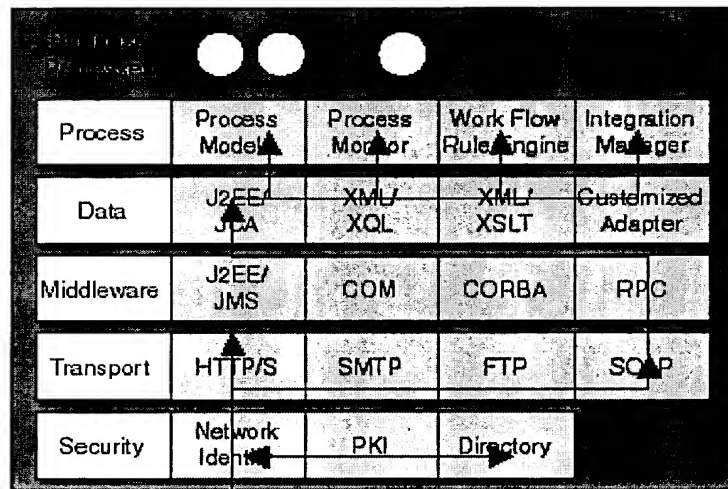 Process
Process
Model
Process
Monitor
Work Flow
Rule Engine
Integration
Manager
Data
J2EE/
JCA
XML/
XQL
XML/
XSLT
Customized
Adapter
Middleware
J2EE/
JMS
COM
CORBA
RPC
Transport
HTTP/S
SMTP
FTP
SOAP
Security
Network
PKI
Directory